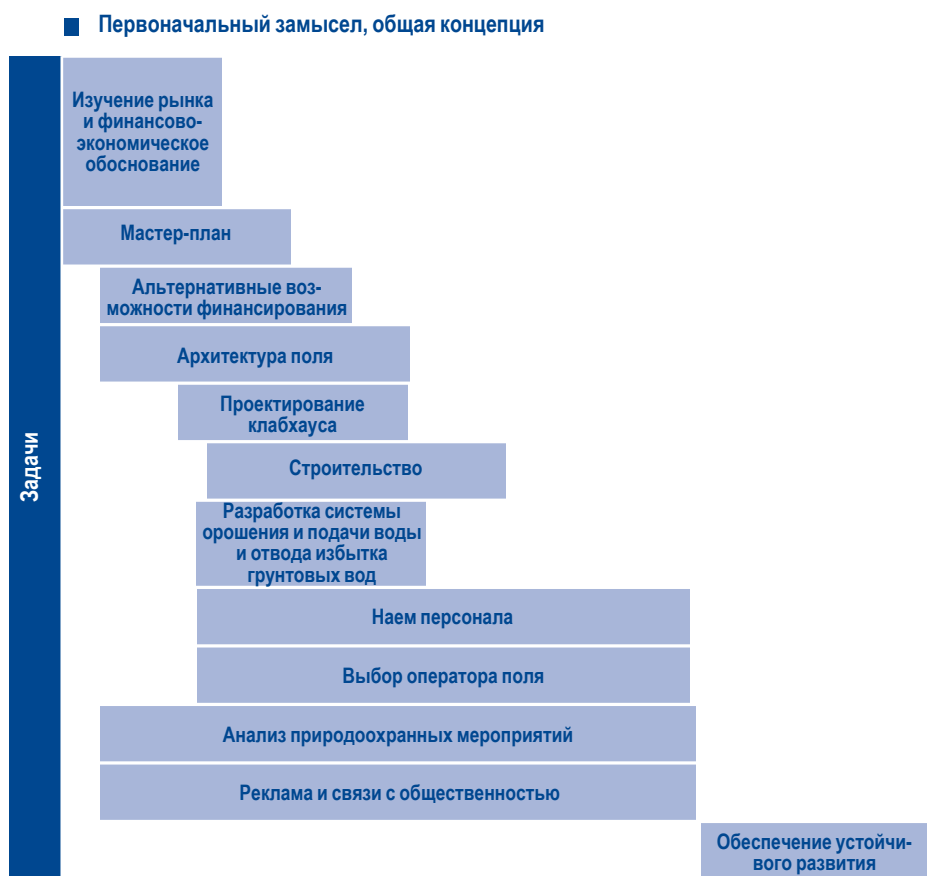 Первоначальный замысел, общая концепция
Задачи
Изучение рынка
и финансово-
экономическое
обоснование
Мастер-план
Альтернативные воз-
можности финансирования
Архитектура поля
Проектирование
клабхауса
Строительство
Разработка системы
орошения и подачи воды
и отвода избытка
грунтовых вод
Наем персонала
Выбор оператора поля
Анализ природоохранных мероприятий
Реклама и связи с общественностью
Обеспечение устойчи-
вого развития